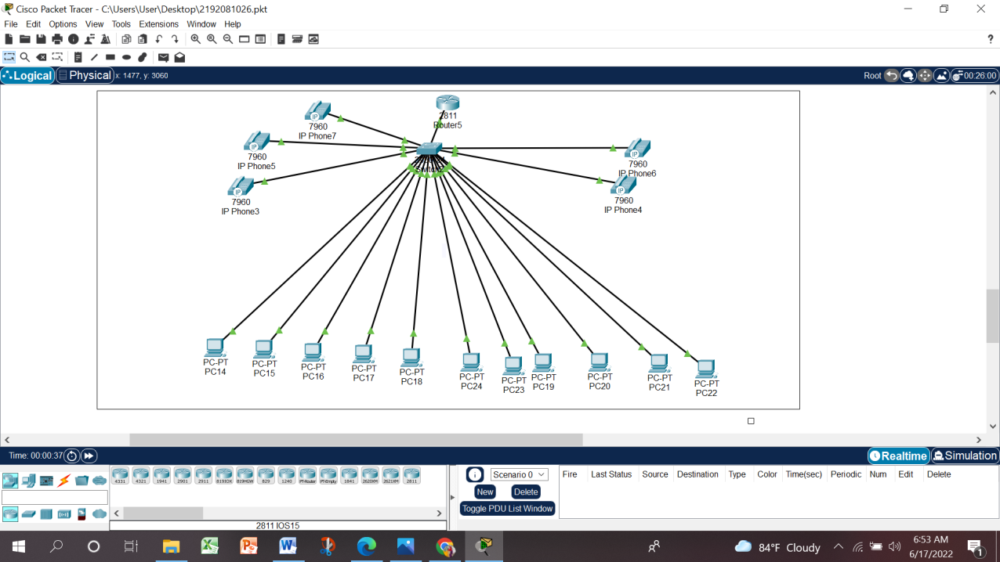 Cisco Packet Tracer - C:\Users\User\Desktop\2192081026.pkt
File Edit Options View Tools Extensions Window Help
Logical Physical x: 1477, y: 3060 Root 00:26:00
2811
Router5
IP
7960
IP Phone7
IP
7960
IP Phone5
IP
7960
IP Phone3
IP
7960
IP Phone6
IP
7960
IP Phone4
PC-PT
PC14
PC-PT
PC15
PC-PT
PC16
PC-PT
PC17
PC-PT
PC18
PC-PT
PC24
PC-PT
PC23
PC-PT
PC19
PC-PT
PC20
PC-PT
PC21
PC-PT
PC22
Time: 00:00:37 Realtime Simulation
4331 4321 1941 2901 2911 819IOX 819HGW 829 1240 PT-Router PT-Empty 1841 2620XM 2621XM 2811
2811 IOS15
Scenario 0
New Delete
Toggle PDU List Window
Fire Last Status Source Destination Type Color Time(sec) Periodic Num Edit Delete
84°F Cloudy
6:53 AM
6/17/2022
1